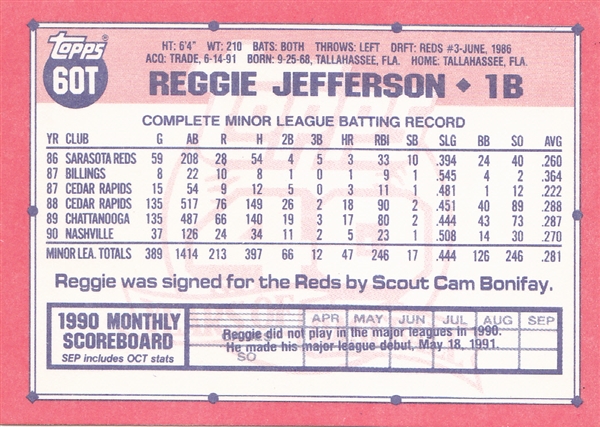 Topps®
60T
HT: 6'4" WT: 210 BATS: BOTH THROWS: LEFT DRFT: REDS #3-JUNE, 1986
ACQ: TRADE, 6-14-91 BORN: 9-25-68, TALLAHASSEE, FLA. HOME: TALLAHASSEE, FLA.
REGGIE JEFFERSON ◆ 1B
COMPLETE MINOR LEAGUE BATTING RECORD
YR CLUB G AB R H 2B 3B HR RBI SB SLG BB SO AVG
86 SARASOTA REDS 59 208 28 54 4 5 3 33 10 .394 24 40 .260
87 BILLINGS 8 22 10 8 1 0 1 9 1 .545 4 2 .364
87 CEDAR RAPIDS 15 54 9 12 5 0 3 11 1 .481 1 12 .222
88 CEDAR RAPIDS 135 517 76 149 26 2 18 90 2 .451 40 89 .288
89 CHATTANOOGA 135 487 66 140 19 3 17 80 2 .444 43 73 .287
90 NASHVILLE 37 126 24 34 11 2 5 23 1 .508 14 30 .270
MINOR LEA. TOTALS 389 1414 213 397 66 12 47 246 17 .444 126 246 .281
Reggie was signed for the Reds by Scout Cam Bonifay.
1990 MONTHLY
SCOREBOARD
SEP includes OCT stats
APR MAY JUN JUL AUG SEP
Reggie did not play in the major leagues in 1990.
He made his major league debut, May 18, 1991.
SO